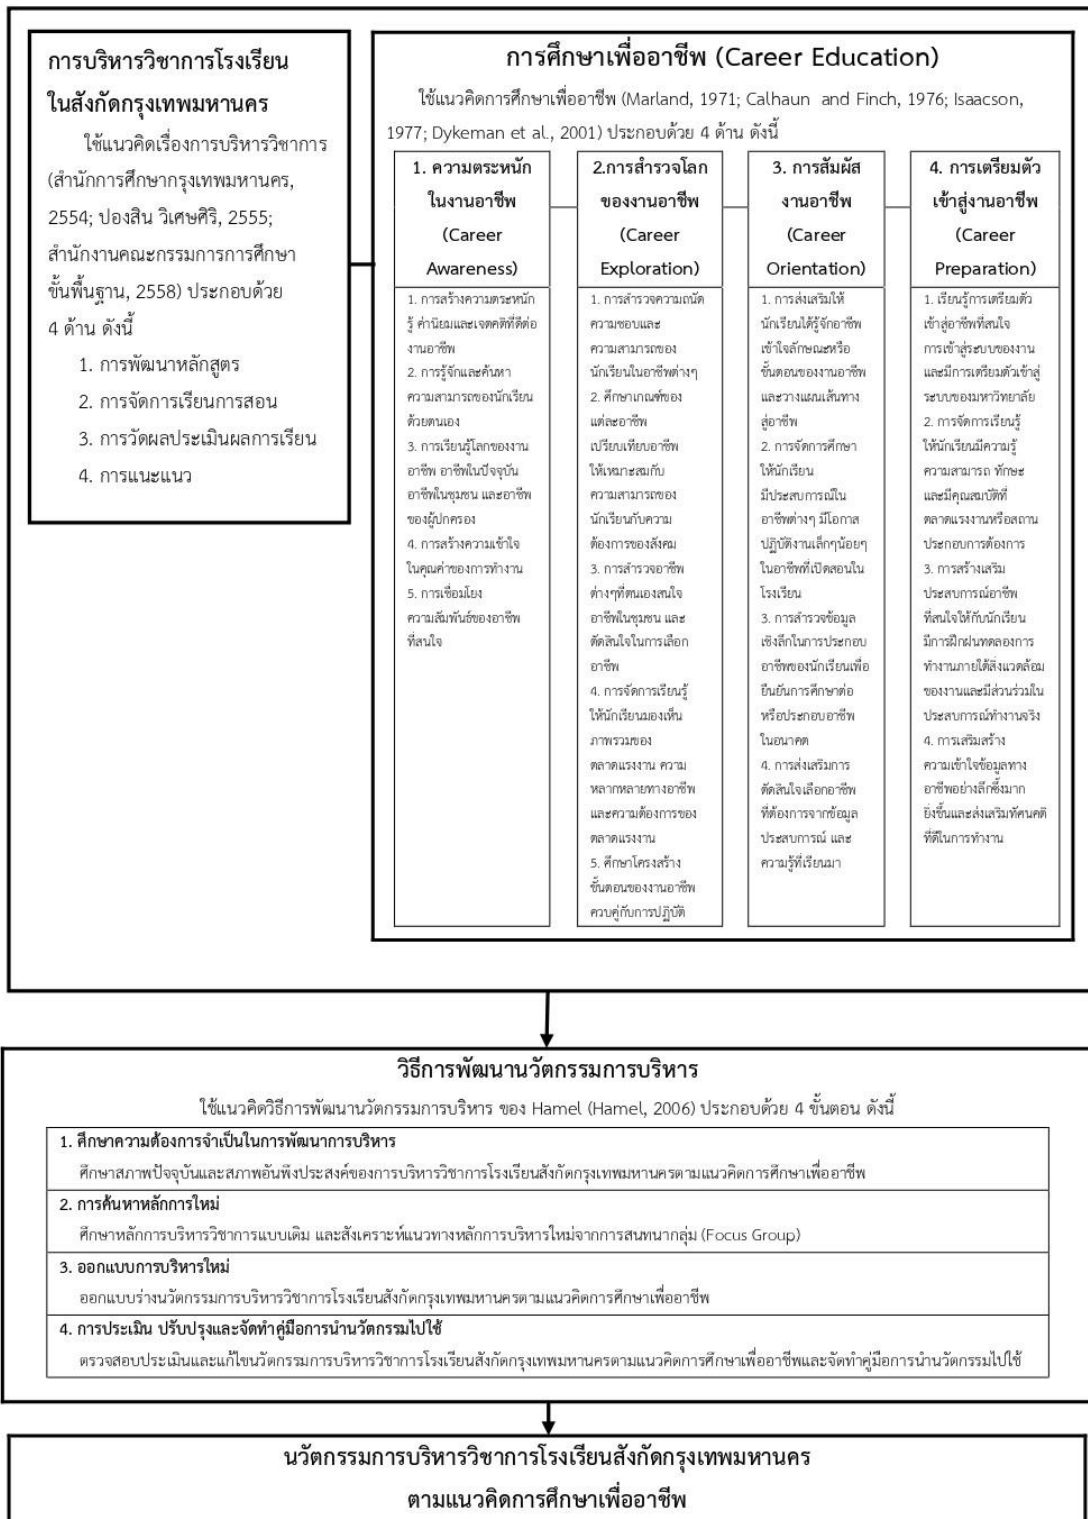 การบริหารวิชาการโรงเรียน
ในสังกัดกรุงเทพมหานคร
ใช้แนวคิดเรื่องการบริหารวิชาการ
(สำนักการศึกษากรุงเทพมหานคร,
2554; ปองสิน วิเศษศิริ, 2555;
สำนักงานคณะกรรมการการศึกษา
ขั้นพื้นฐาน, 2558) ประกอบด้วย
4 ด้าน ดังนี้
1. การพัฒนาหลักสูตร
2. การจัดการเรียนการสอน
3. การวัดผลประเมินผลการเรียน
4. การแนะแนว
การศึกษาเพื่ออาชีพ (Career Education)
ใช้แนวคิดการศึกษาเพื่ออาชีพ (Marland, 1971; Calhaun and Finch, 1976; Isaacson,
1977; Dykeman et al., 2001) ประกอบด้วย 4 ด้าน ดังนี้
1. ความตระหนัก
ในงานอาชีพ
(Career
Awareness)
1. การสร้างความตระหนัก
รู้ ค่านิยมและเจตคติที่ดีต่อ
งานอาชีพ
2. การรู้จักและค้นหา
ความสามารถของนักเรียน
ด้วยตนเอง
3. การเรียนรู้โลกของงาน
อาชีพ อาชีพในปัจจุบัน
อาชีพในชุมชน และอาชีพ
ของผู้ปกครอง
4. การสร้างความเข้าใจ
ในคุณค่าของการทำงาน
5. การเชื่อมโยง
ความสัมพันธ์ของอาชีพ
ที่สนใจ
2.การสำรวจโลก
ของงานอาชีพ
(Career
Exploration)
1. การสำรวจความถนัด
ความชอบและ
ความสามารถของ
นักเรียนในอาชีพต่างๆ
2. ศึกษาเกณฑ์ของ
แต่ละอาชีพ
เปรียบเทียบอาชีพ
ให้เหมาะสมกับ
ความสามารถของ
นักเรียนกับความ
ต้องการของสังคม
3. การสำรวจอาชีพ
ต่างๆที่ตนเองสนใจ
อาชีพในชุมชน และ
ตัดสินใจในการเลือก
อาชีพ
4. การจัดการเรียนรู้
ให้นักเรียนมองเห็น
ภาพรวมของ
ตลาดแรงงาน ความ
หลากหลายทางอาชีพ
และความต้องการของ
ตลาดแรงงาน
5. ศึกษาโครงสร้าง
ขั้นตอนของงานอาชีพ
ควบคู่กับการปฏิบัติ
3. การสัมผัส
งานอาชีพ
(Career
Orientation)
1. การส่งเสริมให้
นักเรียนได้รู้จักอาชีพ
เข้าใจลักษณะหรือ
ขั้นตอนของงานอาชีพ
และวางแผนเส้นทาง
สู่อาชีพ
2. การจัดการศึกษา
ให้นักเรียน
มีประสบการณ์ใน
อาชีพต่างๆ มีโอกาส
ปฏิบัติงานเล็กๆน้อยๆ
ในอาชีพที่เปิดสอนใน
โรงเรียน
3. การสำรวจข้อมูล
เชิงลึกในการประกอบ
อาชีพของนักเรียนเพื่อ
ยืนยันการศึกษาต่อ
หรือประกอบอาชีพ
ในอนาคต
4. การส่งเสริมการ
ตัดสินใจเลือกอาชีพ
ที่ต้องการจากข้อมูล
ประสบการณ์ และ
ความรู้ที่เรียนมา
4. การเตรียมตัว
เข้าสู่งานอาชีพ
(Career
Preparation)
1. เรียนรู้การเตรียมตัว
เข้าสู่อาชีพที่สนใจ
การเข้าสู่ระบบของงาน
และมีการเตรียมตัวเข้าสู่
ระบบของมหาวิทยาลัย
2. การจัดการเรียนรู้
ให้นักเรียนมีความรู้
ความสามารถ ทักษะ
และมีคุณสมบัติที่
ตลาดแรงงานหรือสถาน
ประกอบการต้องการ
3. การสร้างเสริม
ประสบการณ์อาชีพ
ที่สนใจให้กับนักเรียน
มีการฝึกฝนทดลองการ
ทำงานภายใต้สิ่งแวดล้อม
ของงานและมีส่วนร่วมใน
ประสบการณ์ทำงานจริง
4. การเสริมสร้าง
ความเข้าใจข้อมูลทาง
อาชีพอย่างลึกซึ้งมาก
ยิ่งขึ้นและส่งเสริมทัศนคติ
ที่ดีในการทำงาน
วิธีการพัฒนานวัตกรรมการบริหาร
ใช้แนวคิดวิธีการพัฒนานวัตกรรมการบริหาร ของ Hamel (Hamel, 2006) ประกอบด้วย 4 ขั้นตอน ดังนี้
1. ศึกษาความต้องการจำเป็นในการพัฒนาการบริหาร
ศึกษาสภาพปัจจุบันและสภาพอันพึงประสงค์ของการบริหารวิชาการโรงเรียนสังกัดกรุงเทพมหานครตามแนวคิดการศึกษาเพื่ออาชีพ
2. การค้นหาหลักการใหม่
ศึกษาหลักการบริหารวิชาการแบบเดิม และสังเคราะห์แนวทางหลักการบริหารใหม่จากการสนทนากลุ่ม (Focus Group)
3. ออกแบบการบริหารใหม่
ออกแบบร่างนวัตกรรมการบริหารวิชาการโรงเรียนสังกัดกรุงเทพมหานครตามแนวคิดการศึกษาเพื่ออาชีพ
4. การประเมิน ปรับปรุงและจัดทำคู่มือการนำนวัตกรรมไปใช้
ตรวจสอบประเมินและแก้ไขนวัตกรรมการบริหารวิชาการโรงเรียนสังกัดกรุงเทพมหานครตามแนวคิดการศึกษาเพื่ออาชีพและจัดทำคู่มือการนำนวัตกรรมไปใช้
นวัตกรรมการบริหารวิชาการโรงเรียนสังกัดกรุงเทพมหานคร
ตามแนวคิดการศึกษาเพื่ออาชีพ